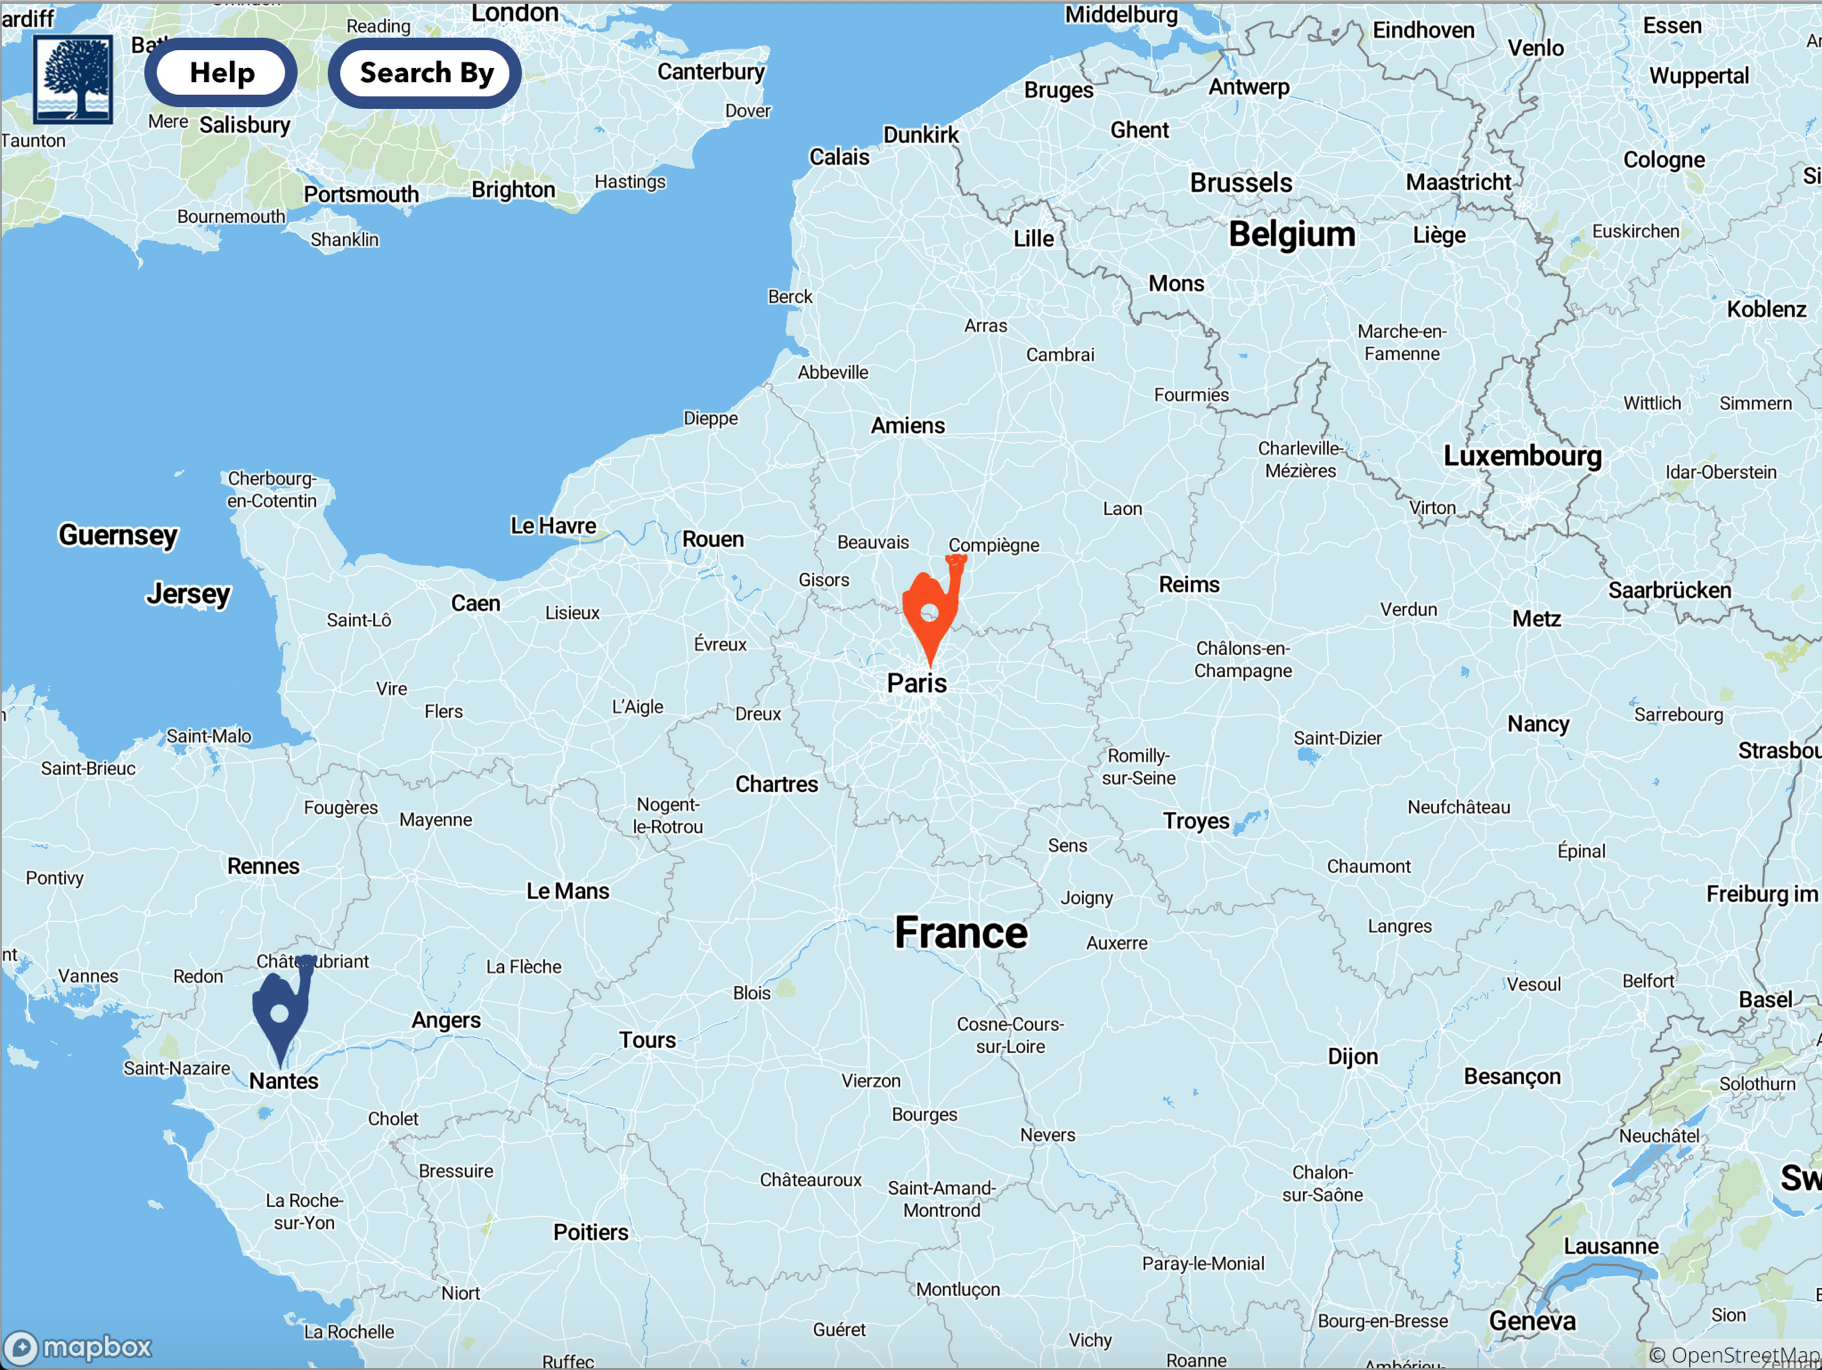 London
Middelburg
Essen
Reading
Eindhoven
Venlo
Help
Search By
Canterbury
Wuppertal
Bruges
Antwerp
Dover
Mere
Salisbury
Taunton
Dunkirk
Ghent
Calais
Cologne
Brussels
Maastricht
Hastings
Brighton
Portsmouth
Bournemouth
Shanklin
Lille
Belgium
Liège
Euskirchen
Mons
Berck
Koblenz
Arras
Marche-en-
Famenne
Cambrai
Abbeville
Fourmies
Wittlich
Simmern
Dieppe
Amiens
Charleville-
Mézières
Luxembourg
Idar-Oberstein
Cherbourg-
en-Cotentin
Laon
Virton
Guernsey
Le Havre
Rouen
Beauvais
Compiègne
Gisors
Reims
Saarbrücken
Jersey
Caen
Lisieux
Saint-Lô
Verdun
Metz
Évreux
Châlons-en-
Champagne
Paris
Vire
Flers
L'Aigle
Dreux
Nancy
Sarrebourg
Saint-Malo
Saint-Dizier
Strasbou
Saint-Brieuc
Romilly-
sur-Seine
Chartres
Fougères
Mayenne
Nogent-
le-Rotrou
Troyes
Neufchâteau
Sens
Épinal
Rennes
Chaumont
Pontivy
Le Mans
Freiburg im
Joigny
France
Langres
Auxerre
Vannes
Redon
La Flèche
Blois
Vesoul
Belfort
Basel
Angers
Cosne-Cours-
sur-Loire
Tours
Dijon
Saint-Nazaire
Nantes
Vierzon
Besançon
Solothurn
Cholet
Bourges
Nevers
Neuchâtel
Bressuire
Châteauroux
Saint-Amand-
Montrond
Chalon-
sur-Saône
Sw
La Roche-
sur-Yon
Poitiers
Lausanne
Paray-le-Monial
Niort
Montluçon
Geneva
Bourg-en-Bresse
Sion
La Rochelle
Guéret
Vichy
mapbox
Ruffec
Roanne
© OpenStreetMap